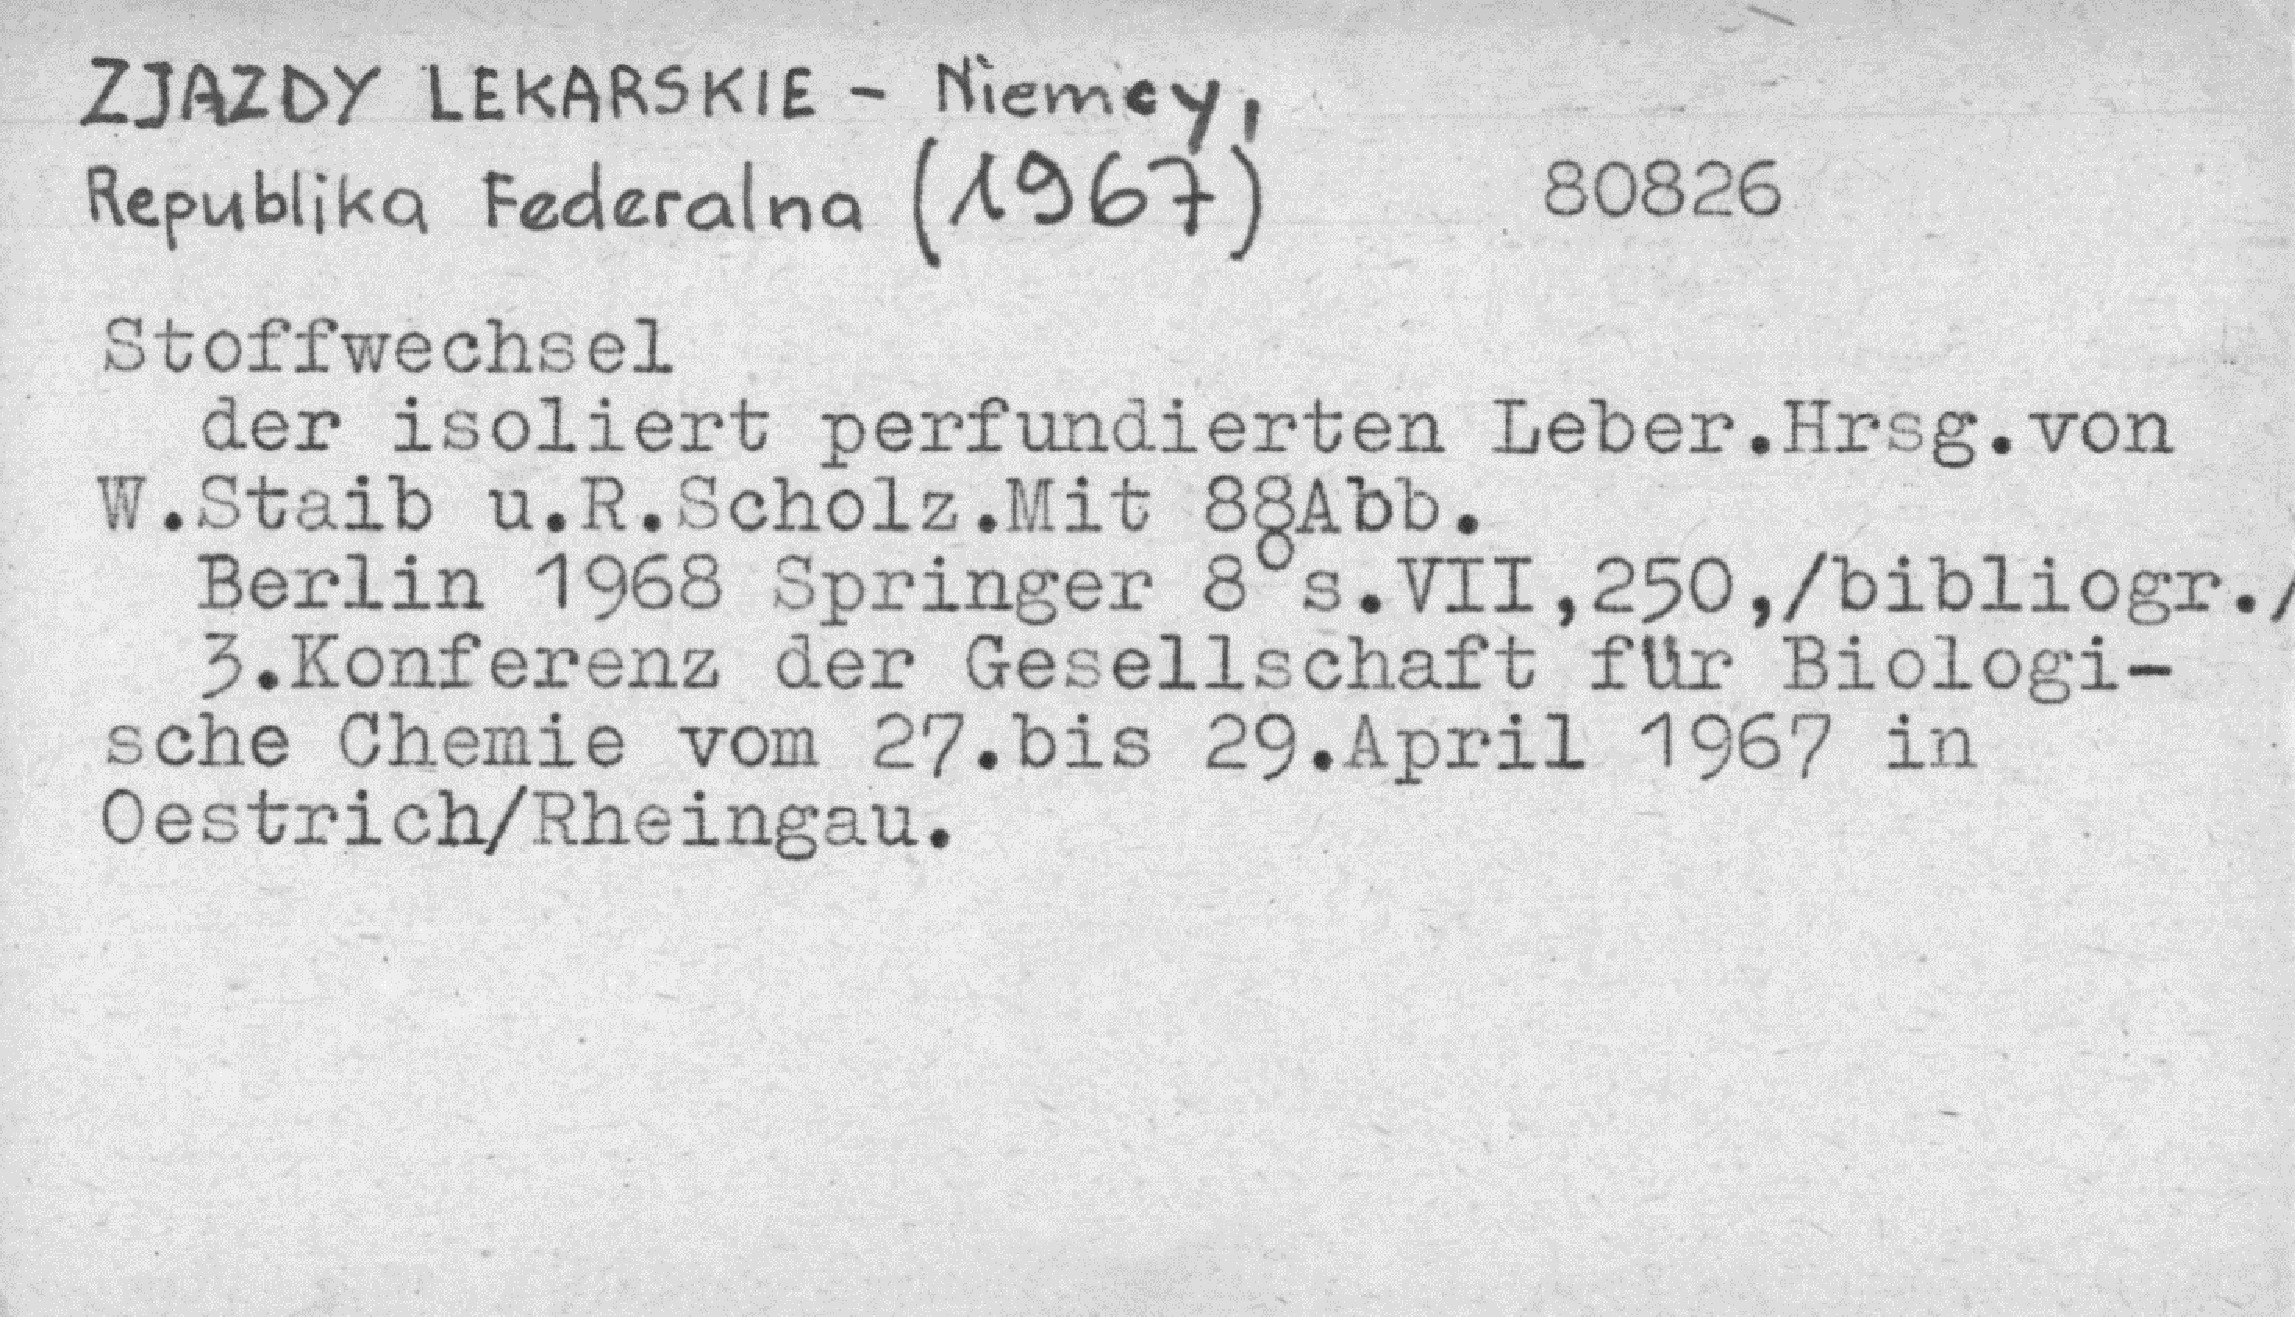 ZJAZDY LEKARSKIE - Niemcy,
Republika Federalna (1967) 80826
Stoffwechsel
der isoliert perfundierten Leber.Hrsg.von
W.Staib u.R.Scholz.Mit 88Abb.
Berlin 1968 Springer 8°s.VII,250,/bibliogr./
3.Konferenz der Gesellschaft für Biologi-
sche Chemie vom 27.bis 29.April 1967 in
Oestrich/Rheingau.